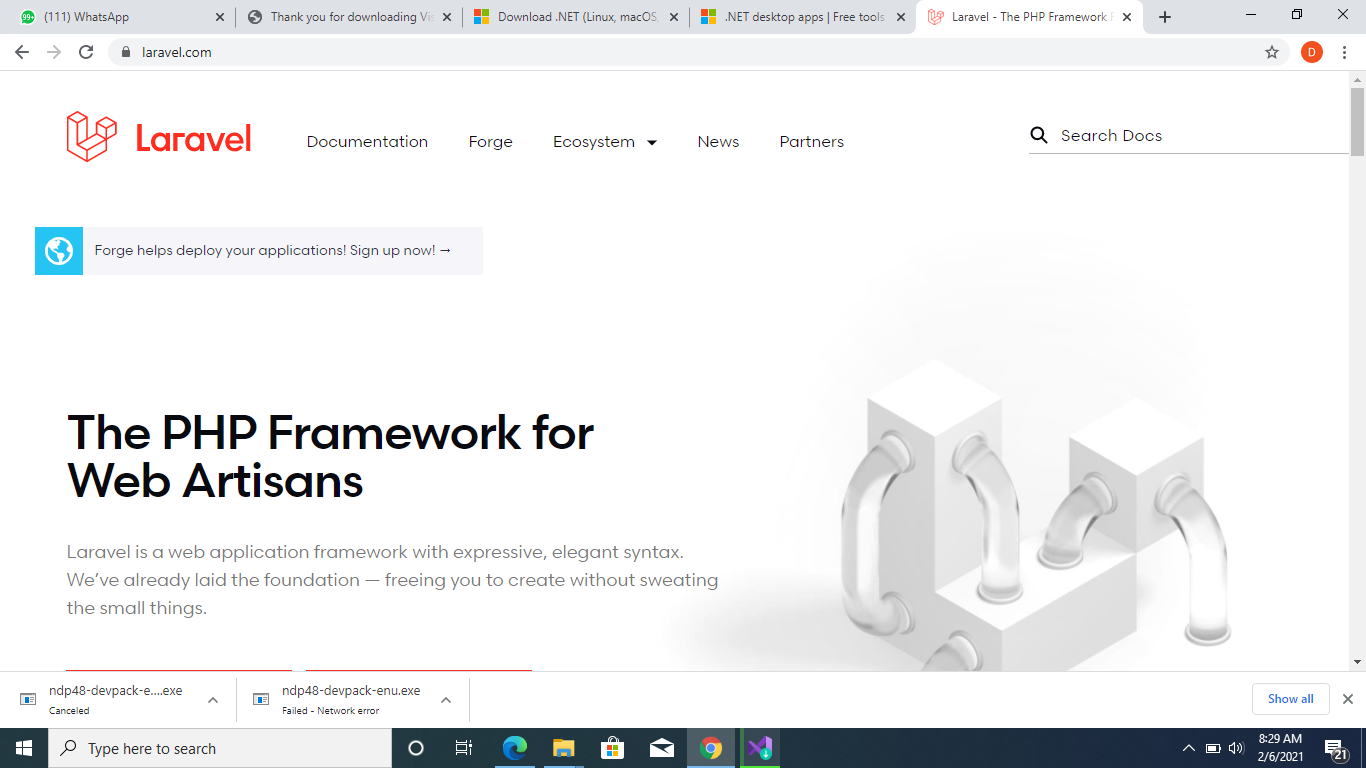 (111) WhatsApp
Thank you for downloading Vis
Download .NET (Linux, macOS,
.NET desktop apps | Free tools
Laravel - The PHP Framework F
laravel.com
D
Laravel
Documentation
Forge
Ecosystem
News
Partners
Search Docs
Forge helps deploy your applications! Sign up now! →
The PHP Framework for
Web Artisans
Laravel is a web application framework with expressive, elegant syntax.
We've already laid the foundation — freeing you to create without sweating
the small things.
ndp48-devpack-e....exe
Canceled
ndp48-devpack-enu.exe
Failed - Network error
Show all
Type here to search
8:29 AM
2/6/2021
21